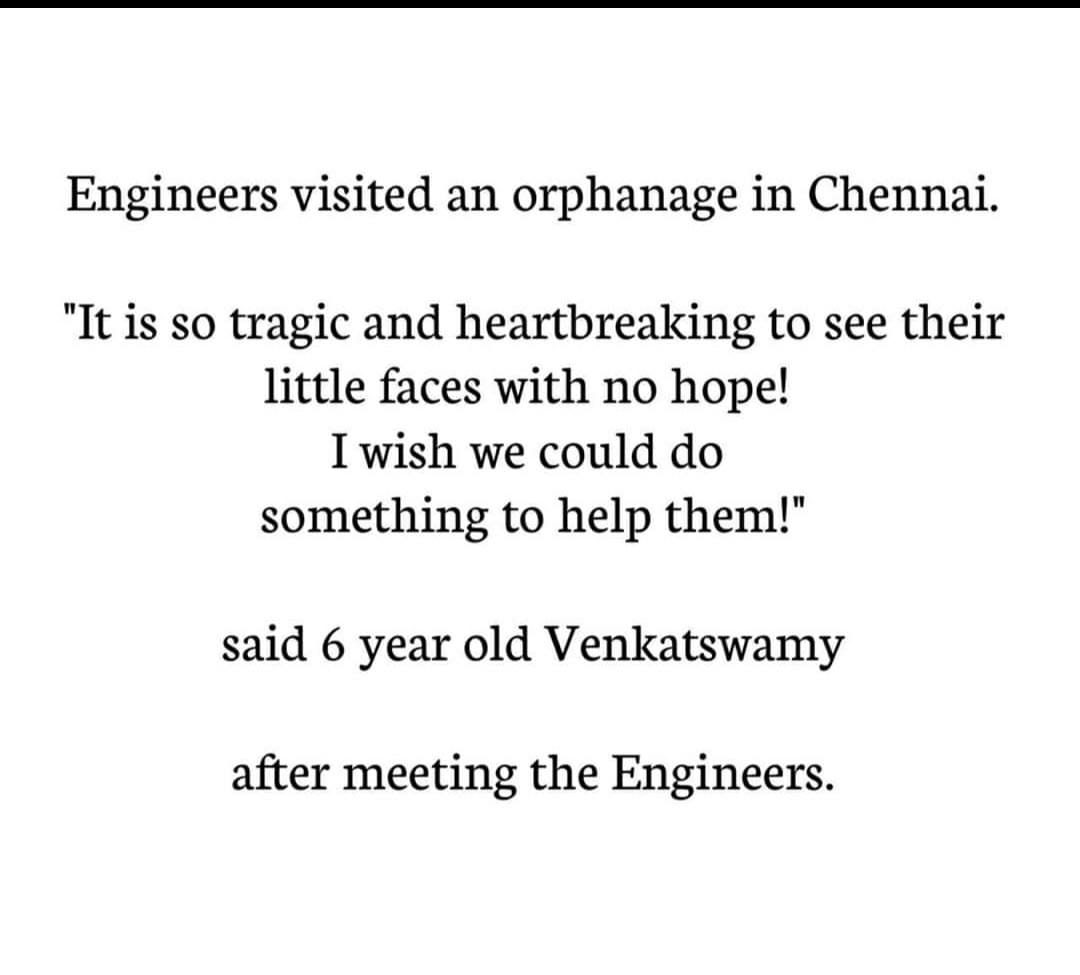 Engineers visited an orphanage in Chennai.
"It is so tragic and heartbreaking to see their
little faces with no hope!
I wish we could do
something to help them!"
said 6 year old Venkatswamy
after meeting the Engineers.